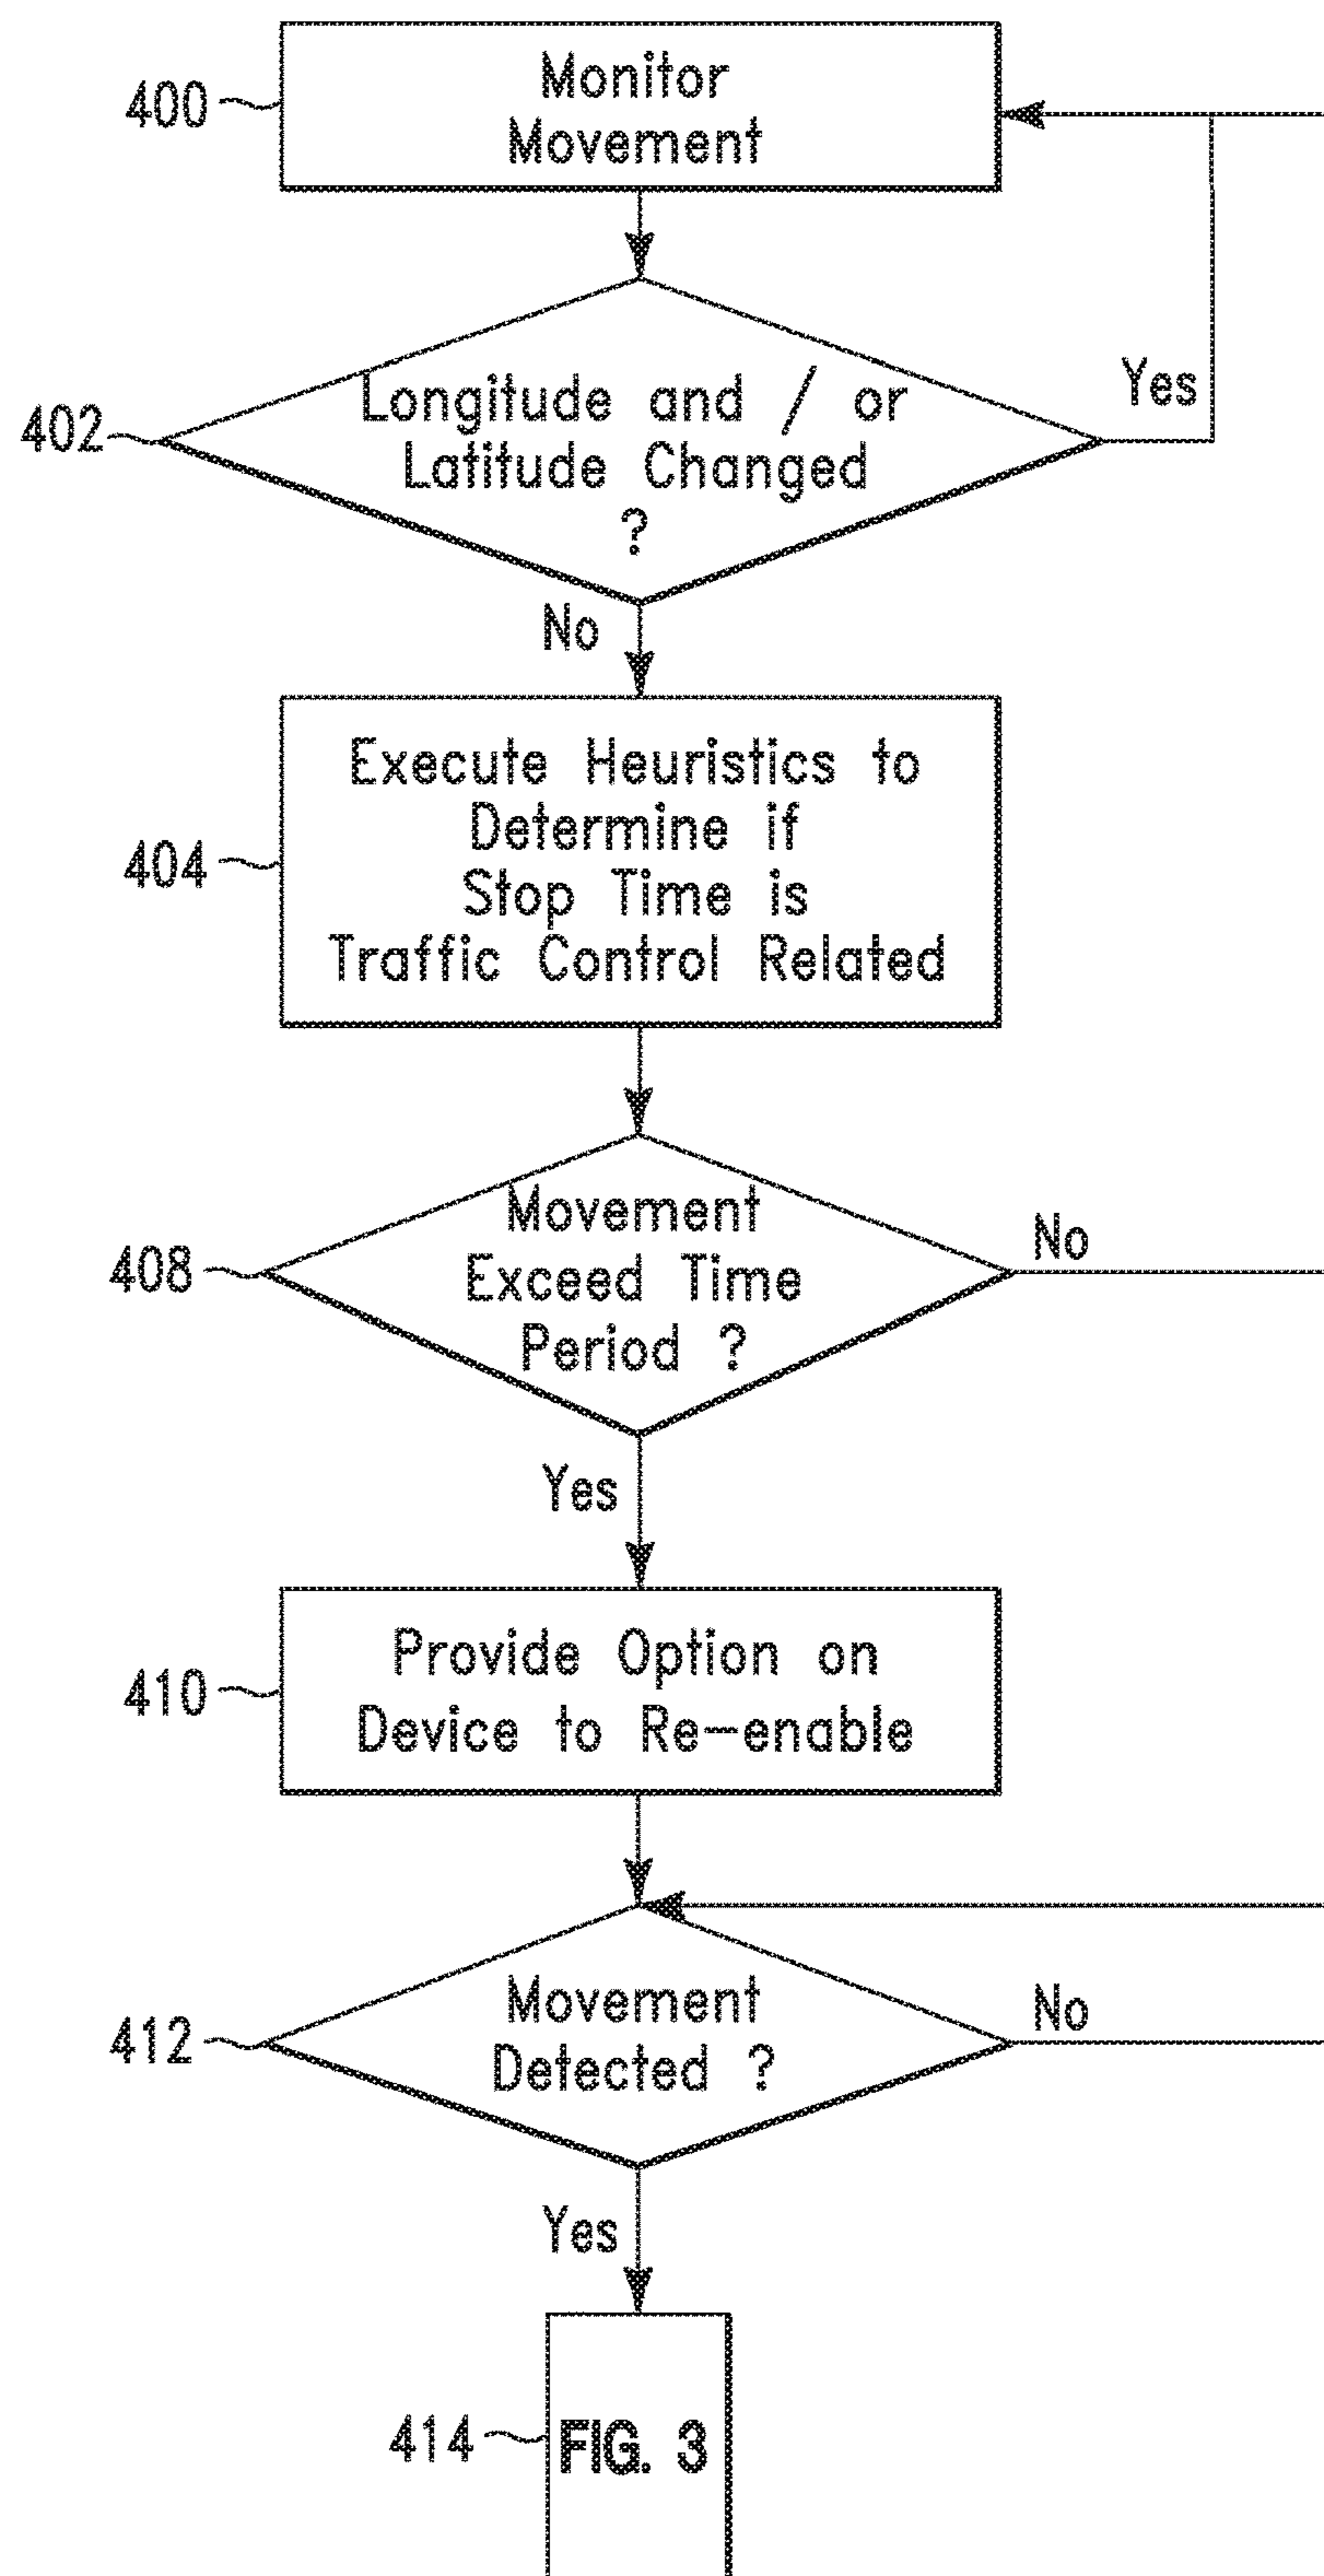 400
Monitor
Movement
402
Longitude and / or
Latitude Changed
?
Yes
No
404
Execute Heuristics to
Determine if
Stop Time is
Traffic Control Related
408
Movement
Exceed Time
Period ?
No
Yes
410
Provide Option on
Device to Re-enable
412
Movement
Detected ?
No
Yes
414
FIG. 3